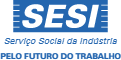 SESI
Serviço Social da Indústria
PELO FUTURO DO TRABALHO